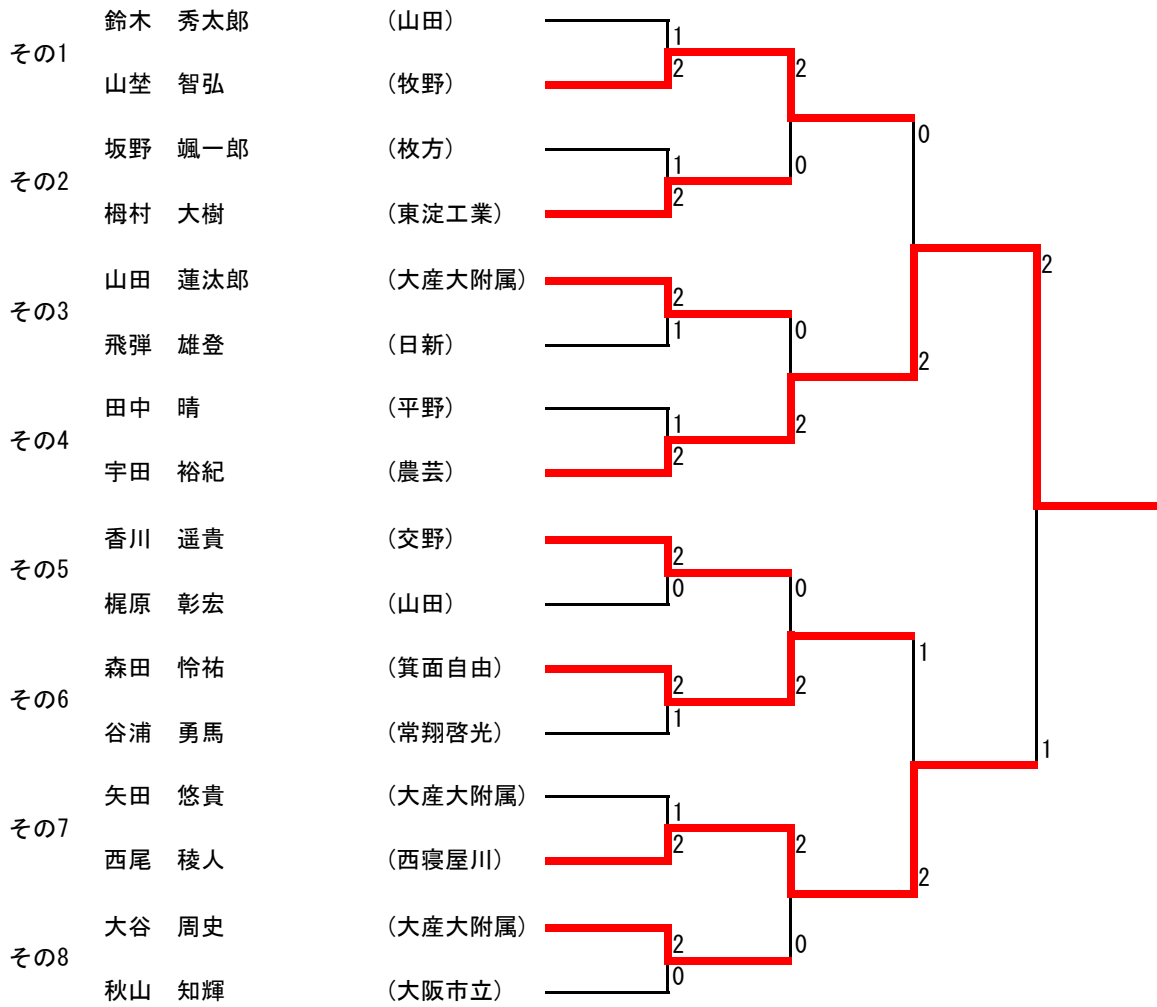 鈴木 秀太郎 (山田)
1
その1
2
2
山埜 智弘 (牧野)
0
坂野 颯一郎 (枚方)
1
0
その2
2
栂村 大樹 (東淀工業)
2
山田 蓮汰郎 (大産大附属)
2
その3
1
0
飛弾 雄登 (日新)
2
田中 晴 (平野)
1
2
その4
2
宇田 裕紀 (農芸)
香川 遥貴 (交野)
2
その5
0
0
梶原 彰宏 (山田)
1
森田 怜祐 (箕面自由)
2
2
その6
1
谷浦 勇馬 (常翔啓光)
1
矢田 悠貴 (大産大附属)
1
その7
2
2
西尾 稜人 (西寝屋川)
2
大谷 周史 (大産大附属)
2
0
その8
0
秋山 知輝 (大阪市立)